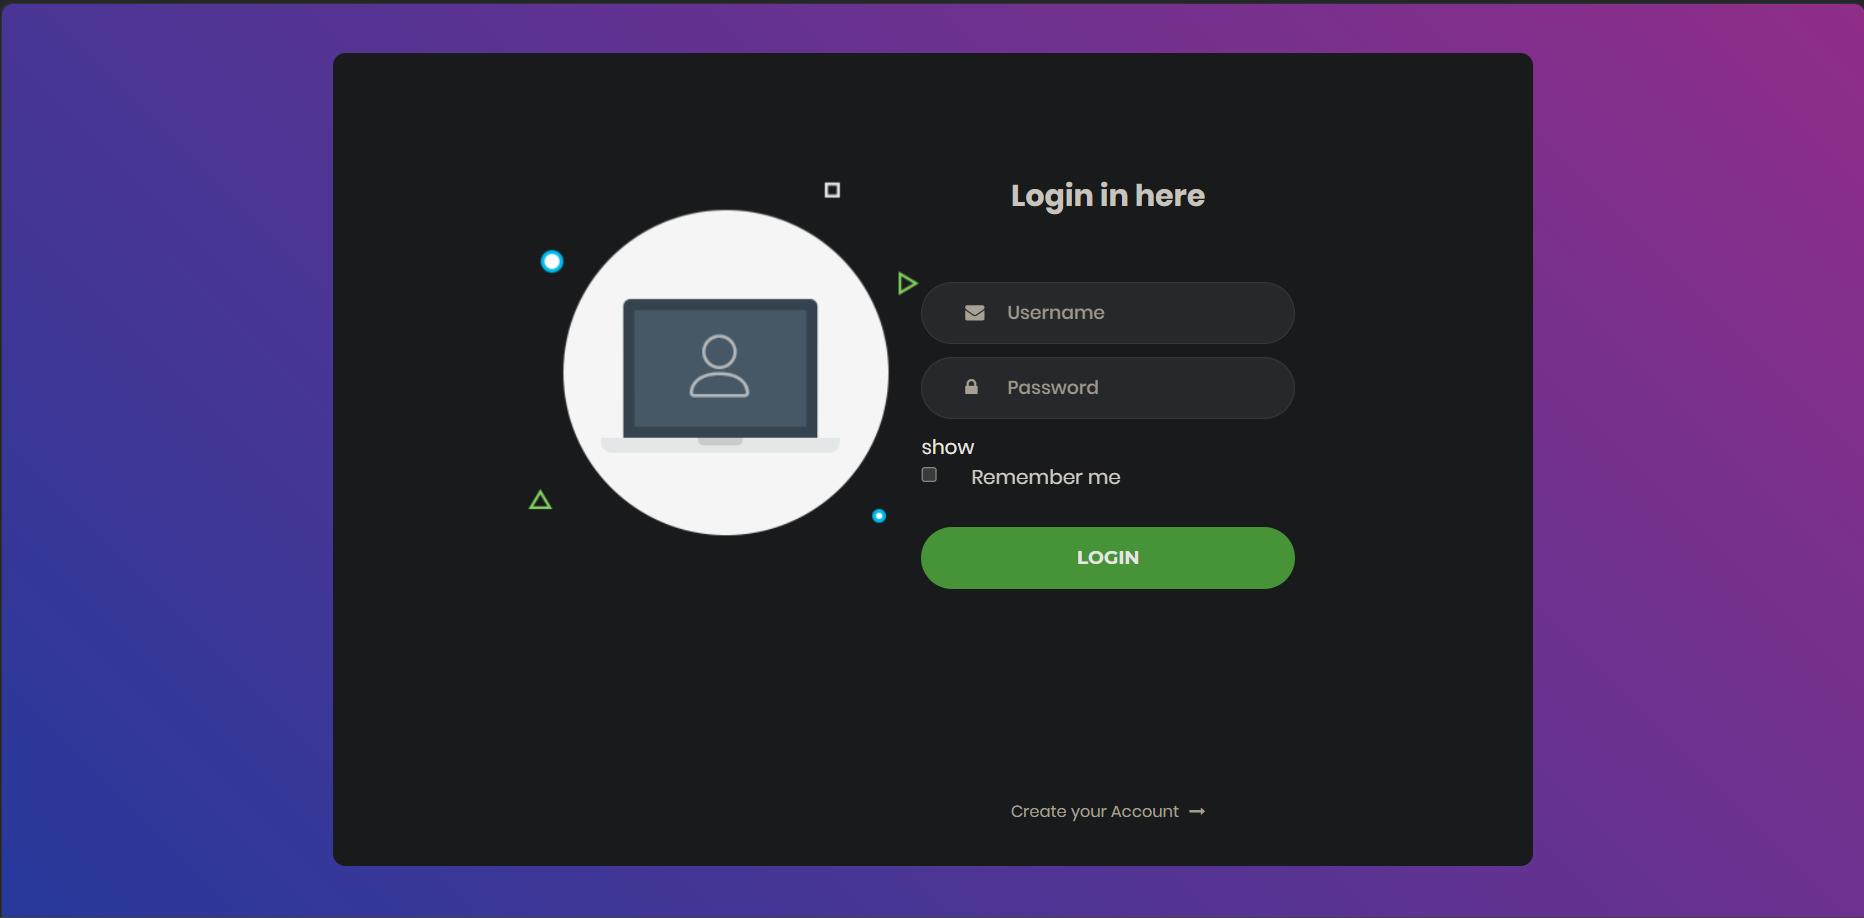 Login in here
Username
Password
show
Remember me
LOGIN
Create your Account